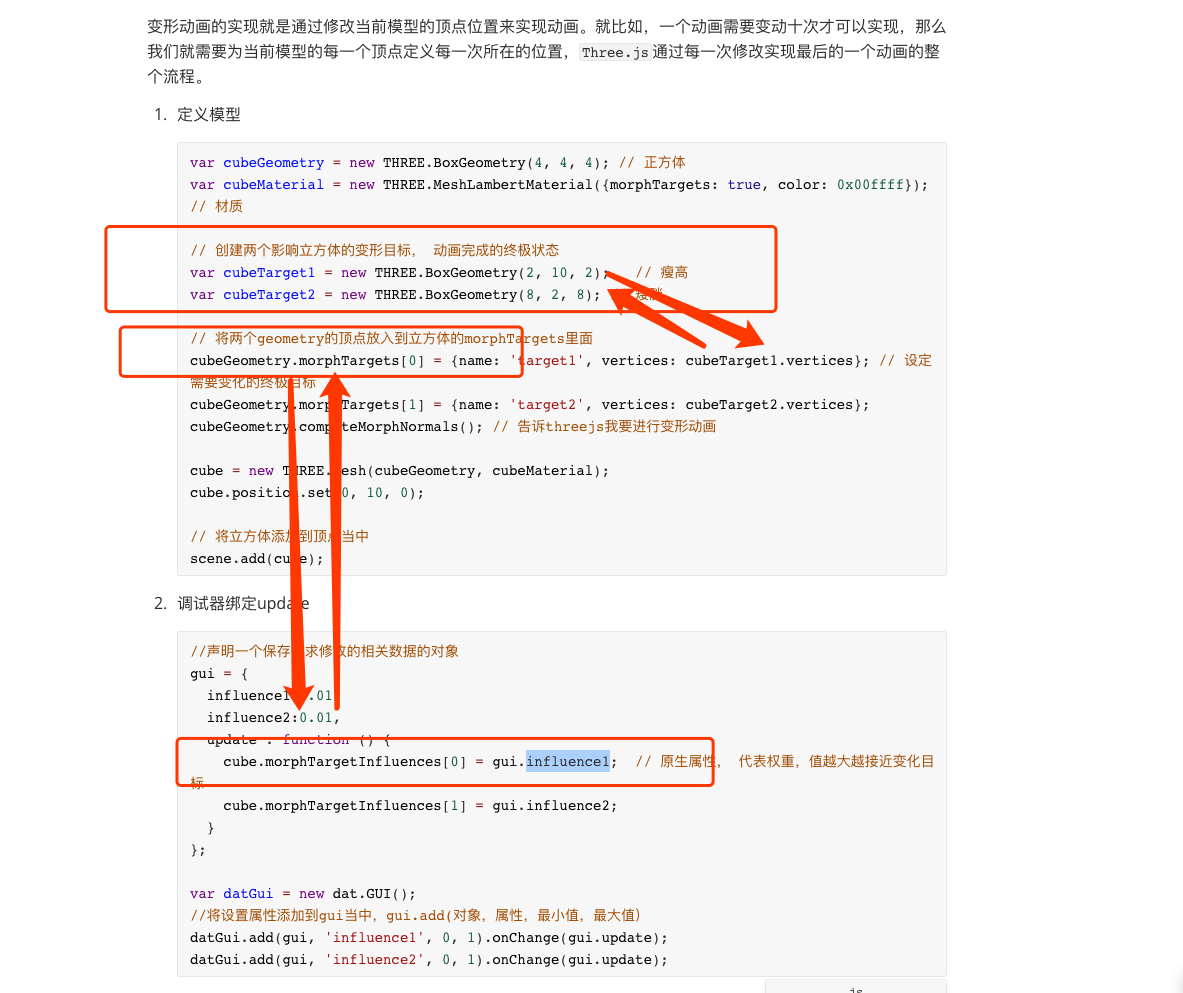 变形动画的实现就是通过修改当前模型的顶点位置来实现动画。就比如，一个动画需要变动十次才可以实现，那么
我们就需要为当前模型的每一个顶点定义每一次所在的位置，Three.js通过每一次修改实现最后的一个动画的整
个流程。
1. 定义模型
var cubeGeometry = new THREE.BoxGeometry(4, 4, 4); // 正方体
var cubeMaterial = new THREE.MeshLambertMaterial({morphTargets: true, color: 0x00ffff});
// 材质
// 创建两个影响立方体的变形目标， 动画完成的终极状态
var cubeTarget1 = new THREE.BoxGeometry(2, 10, 2); // 瘦高
var cubeTarget2 = new THREE.BoxGeometry(8, 2, 8); // 矮胖
// 将两个geometry的顶点放入到立方体的morphTargets里面
cubeGeometry.morphTargets[0] = {name: 'target1', vertices: cubeTarget1.vertices}; // 设定
需要变化的终极目标
cubeGeometry.morphTargets[1] = {name: 'target2', vertices: cubeTarget2.vertices};
cubeGeometry.computeMorphNormals(); // 告诉threejs我要进行变形动画
cube = new THREE.Mesh(cubeGeometry, cubeMaterial);
cube.position.set(0, 10, 0);
// 将立方体添加到顶点当中
scene.add(cube);
2. 调试器绑定update
//声明一个保存需求修改的相关数据的对象
gui = {
influence1:0.01,
influence2:0.01,
update : function () {
cube.morphTargetInfluences[0] = gui.influence1; // 原生属性， 代表权重，值越大越接近变化目
标
cube.morphTargetInfluences[1] = gui.influence2;
}
};
var datGui = new dat.GUI();
//将设置属性添加到gui当中，gui.add(对象，属性，最小值，最大值）
datGui.add(gui, 'influence1', 0, 1).onChange(gui.update);
datGui.add(gui, 'influence2', 0, 1).onChange(gui.update);
js